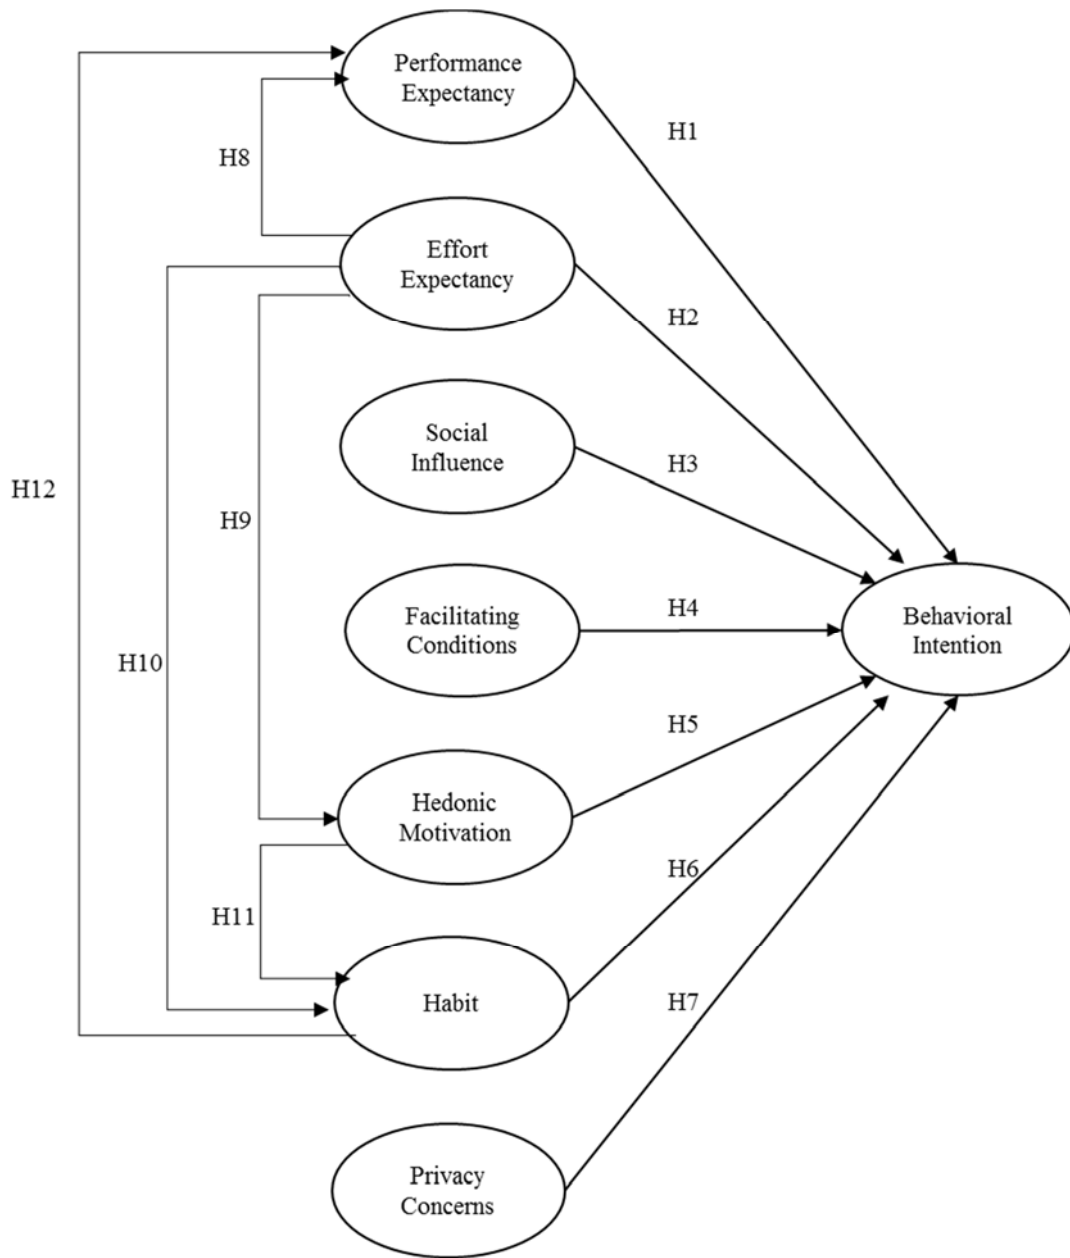 Performance
Expectancy
H1
H8
Effort
Expectancy
H2
Social
Influence
H3
H12
H9
Facilitating
Conditions
H4
Behavioral
Intention
H10
H5
Hedonic
Motivation
H6
H11
Habit
H7
Privacy
Concerns